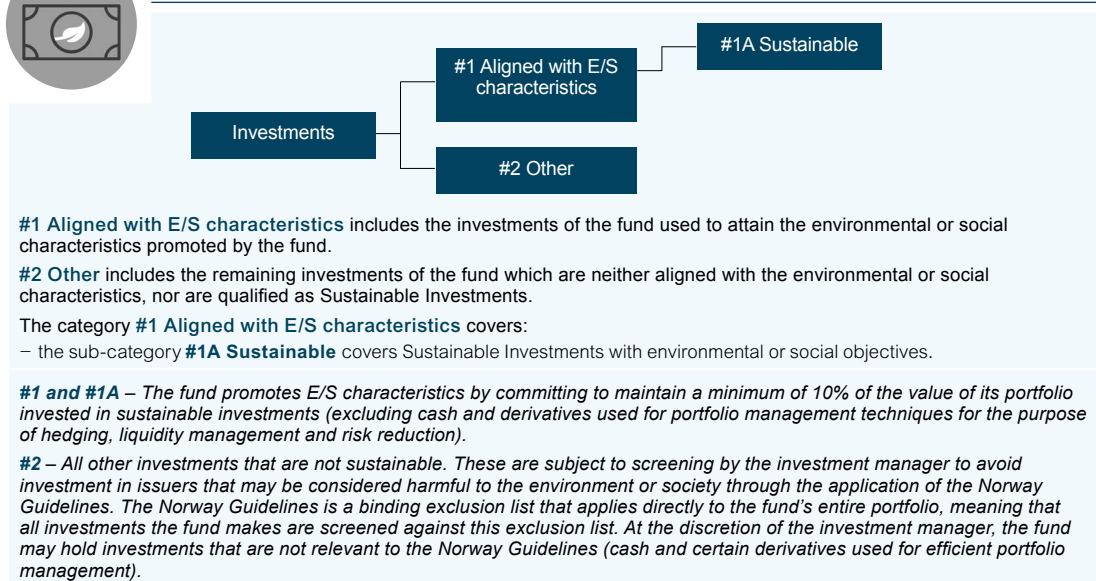 #1A Sustainable
#1 Aligned with E/S
characteristics
Investments
#2 Other
#1 Aligned with E/S characteristics includes the investments of the fund used to attain the environmental or social
characteristics promoted by the fund.
#2 Other includes the remaining investments of the fund which are neither aligned with the environmental or social
characteristics, nor are qualified as Sustainable Investments.
The category #1 Aligned with E/S characteristics covers:
– the sub-category #1A Sustainable covers Sustainable Investments with environmental or social objectives.
#1 and #1A – The fund promotes E/S characteristics by committing to maintain a minimum of 10% of the value of its portfolio
invested in sustainable investments (excluding cash and derivatives used for portfolio management techniques for the purpose
of hedging, liquidity management and risk reduction).
#2 – All other investments that are not sustainable. These are subject to screening by the investment manager to avoid
investment in issuers that may be considered harmful to the environment or society through the application of the Norway
Guidelines. The Norway Guidelines is a binding exclusion list that applies directly to the fund's entire portfolio, meaning that
all investments the fund makes are screened against this exclusion list. At the discretion of the investment manager, the fund
may hold investments that are not relevant to the Norway Guidelines (cash and certain derivatives used for efficient portfolio
management).